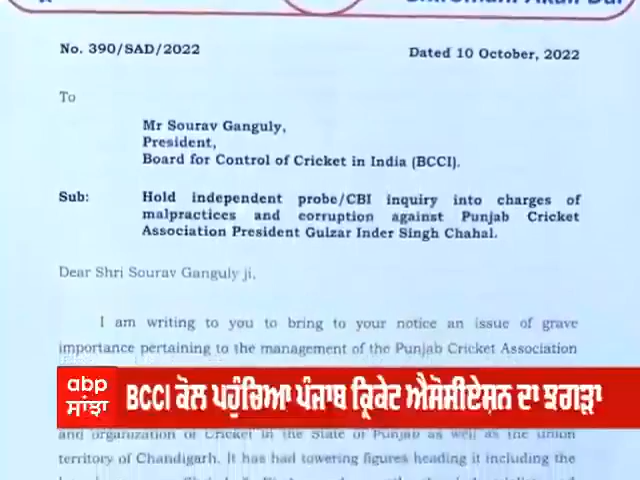 No. 390/SAD/2022
Dated 10 October, 2022
To
Mr Sourav Ganguly,
President,
Board for Control of Cricket in India (BCCI).
Sub: Hold independent probe/CBI inquiry into charges of
malpractices and corruption against Punjab Cricket
Association President Gulzar Inder Singh Chahal.
Dear Shri Sourav Ganguly ji,
I am writing to you to bring to your notice an issue of grave
importance pertaining to the management of the Punjab Cricket Association
abp
ਸਾਂਝਾ
BCCI ਕੋਲ ਪਹੁੰਚਿਆ ਪੰਜਾਬ ਕ੍ਰਿਕੇਟ ਐਸੋਸੀਏਸ਼ਨ ਦਾ ਝਗੜਾ
and organization of Cricket in the State of Punjab as well as the union
territory of Chandigarh. It has had towering figures heading it including the